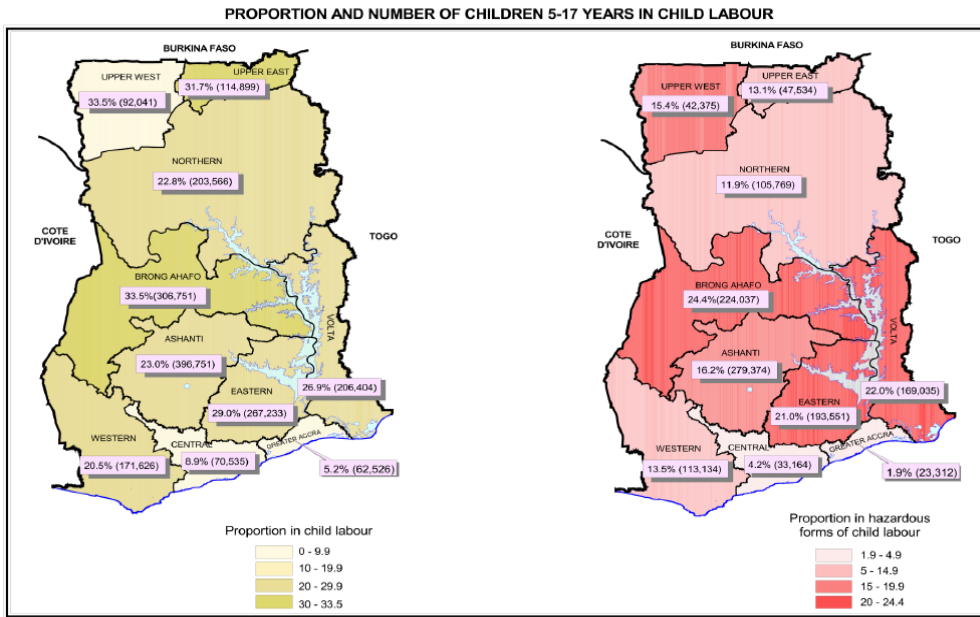 PROPORTION AND NUMBER OF CHILDREN 5-17 YEARS IN CHILD LABOUR
BURKINA FASO
UPPER WEST
UPPER EAST
31.7% (114,899)
33.5% (92,041)
NORTHERN
22.8% (203,566)
COTE
D'IVOIRE
TOGO
BRONG AHAFO
33.5%(306,751)
VOLTA
ASHANTI
23.0% (396,751)
26.9% (206,404)
EASTERN
29.0% (267,233)
WESTERN
CENTRAL
GREATER ACCRA
20.5% (171,626)
8.9% (70,535)
5.2% (62,526)
Proportion in child labour
0 - 9.9
10 - 19.9
20 - 29.9
30 - 33.5
BURKINA FASO
UPPER WEST
UPPER EAST
13.1% (47,534)
15.4% (42,375)
NORTHERN
11.9% (105,769)
COTE
D'IVOIRE
TOGO
BRONG AHAFO
24.4%(224,037)
VOLTA
ASHANTI
16.2% (279,374)
22.0% (169,035)
EASTERN
21.0% (193,551)
WESTERN
CENTRAL
GREATER ACCRA
13.5% (113,134)
4.2% (33,164)
1.9% (23,312)
Proportion in hazardous
forms of child labour
1.9 - 4.9
5 - 14.9
15 - 19.9
20 - 24.4